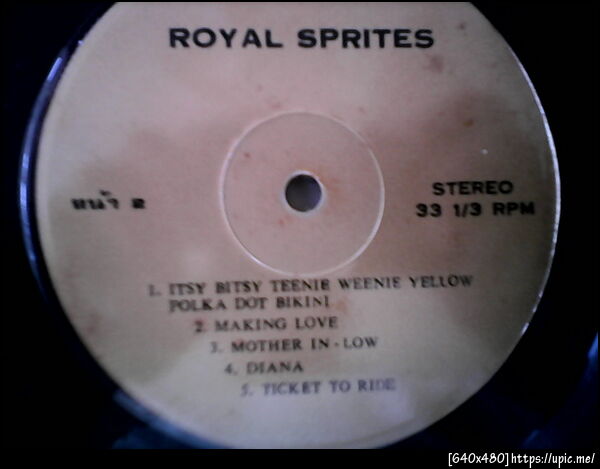 ROYAL SPRITES
หน้า ๒
STEREO
33 1/3 RPM
1. ITSY BITSY TEENIE WEENIE YELLOW
POLKA DOT BIKINI
2. MAKING LOVE
3. MOTHER IN - LOW
4. DIANA
5. TICKET TO RIDE
[640x480]https://upic.me/